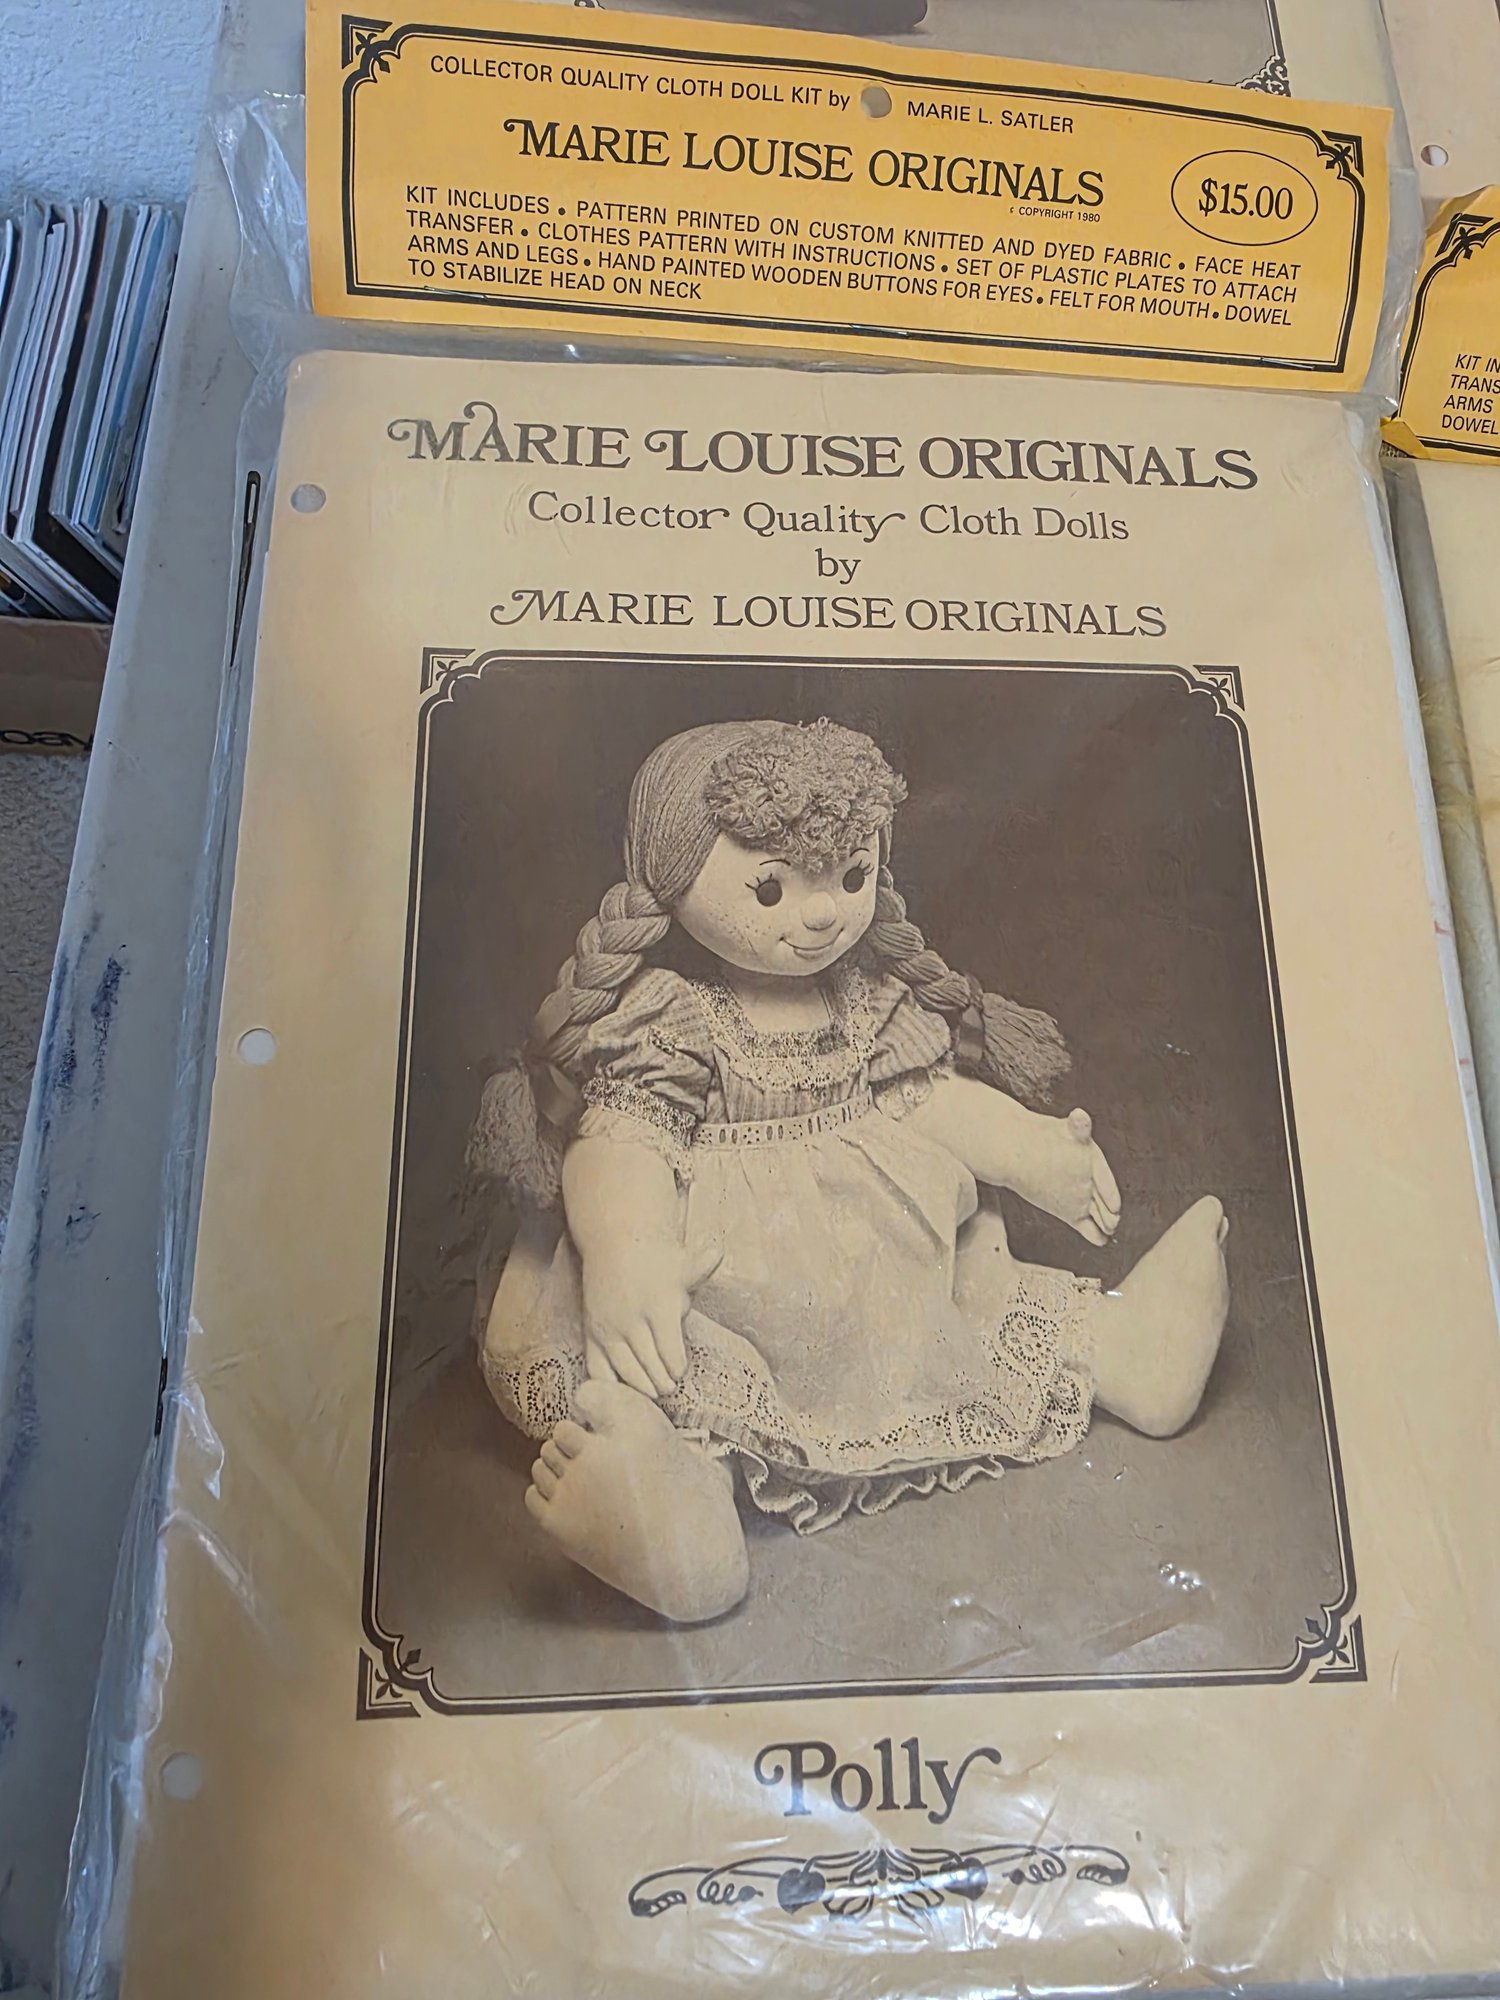 COLLECTOR QUALITY CLOTH DOLL KIT by MARIE L. SATLER
MARIE LOUISE ORIGINALS
© COPYRIGHT 1980
$15.00
KIT INCLUDES • PATTERN PRINTED ON CUSTOM KNITTED AND DYED FABRIC • FACE HEAT
TRANSFER • CLOTHES PATTERN WITH INSTRUCTIONS • SET OF PLASTIC PLATES TO ATTACH
ARMS AND LEGS • HAND PAINTED WOODEN BUTTONS FOR EYES • FELT FOR MOUTH • DOWEL
TO STABILIZE HEAD ON NECK
KIT IN
TRANS
ARMS
DOWEL
MARIE LOUISE ORIGINALS
Collector Quality Cloth Dolls
by
MARIE LOUISE ORIGINALS
Polly